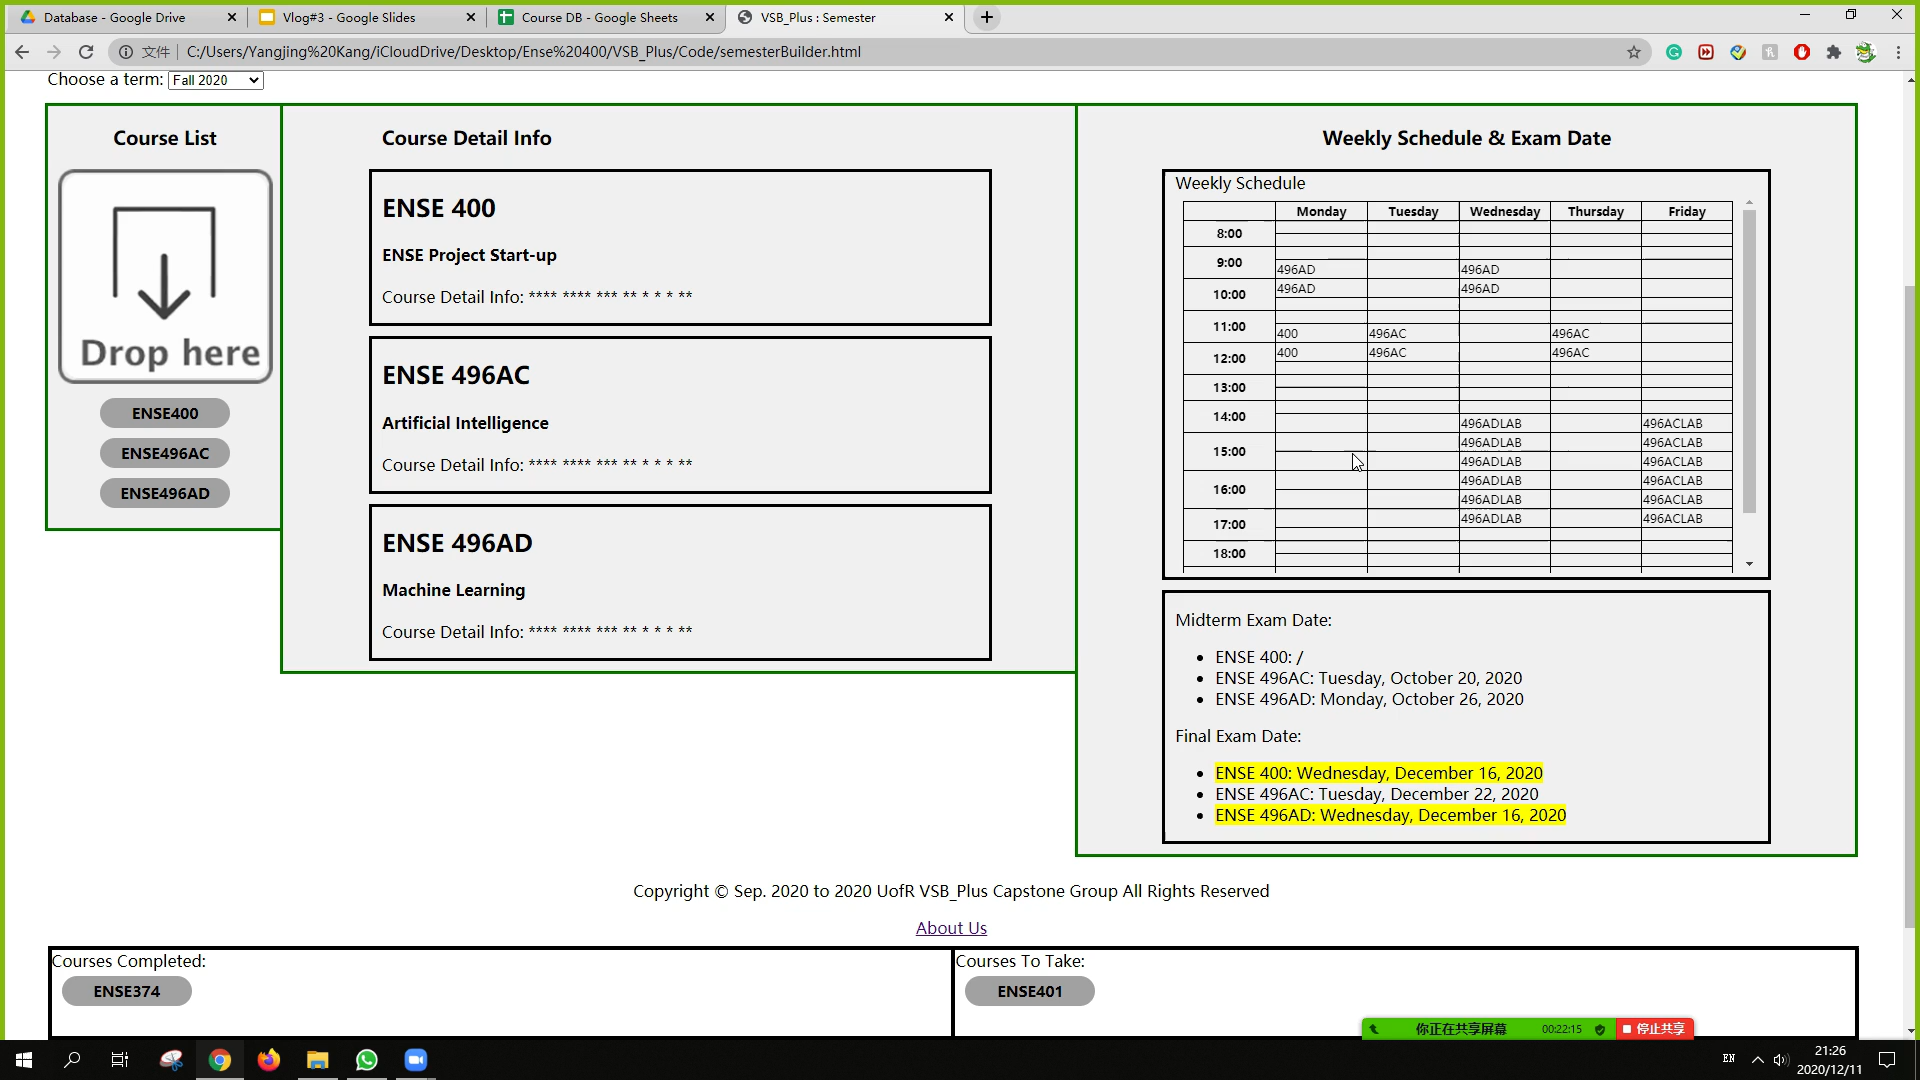 Database - Google Drive
Vlog#3 - Google Slides
Course DB - Google Sheets
VSB_Plus : Semester
文件
C:/Users/Yangjing%20Kang/iCloudDrive/Desktop/Ense%20400/VSB_Plus/Code/semesterBuilder.html
Choose a term: Fall 2020
Course List
Drop here
ENSE400
ENSE496AC
ENSE496AD
Course Detail Info
ENSE 400
ENSE Project Start-up
Course Detail Info: **** **** *** ** * * * **
ENSE 496AC
Artificial Intelligence
Course Detail Info: **** **** *** ** * * * **
ENSE 496AD
Machine Learning
Course Detail Info: **** **** *** ** * * * **
Weekly Schedule & Exam Date
Weekly Schedule
Monday Tuesday Wednesday Thursday Friday
8:00
9:00
496AD 496AD
10:00 496AD 496AD
11:00
400 496AC 496AC
12:00 400 496AC 496AC
13:00
14:00
496ADLAB 496ACLAB
15:00 496ADLAB 496ACLAB
496ADLAB 496ACLAB
16:00 496ADLAB 496ACLAB
496ADLAB 496ACLAB
17:00 496ADLAB 496ACLAB
18:00
Midterm Exam Date:
• ENSE 400: /
• ENSE 496AC: Tuesday, October 20, 2020
• ENSE 496AD: Monday, October 26, 2020
Final Exam Date:
• ENSE 400: Wednesday, December 16, 2020
• ENSE 496AC: Tuesday, December 22, 2020
• ENSE 496AD: Wednesday, December 16, 2020
Copyright © Sep. 2020 to 2020 UofR VSB_Plus Capstone Group All Rights Reserved
About Us
Courses Completed:
ENSE374
Courses To Take:
ENSE401
你正在共享屏幕 00:22:15 停止共享
EN
21:26
2020/12/11